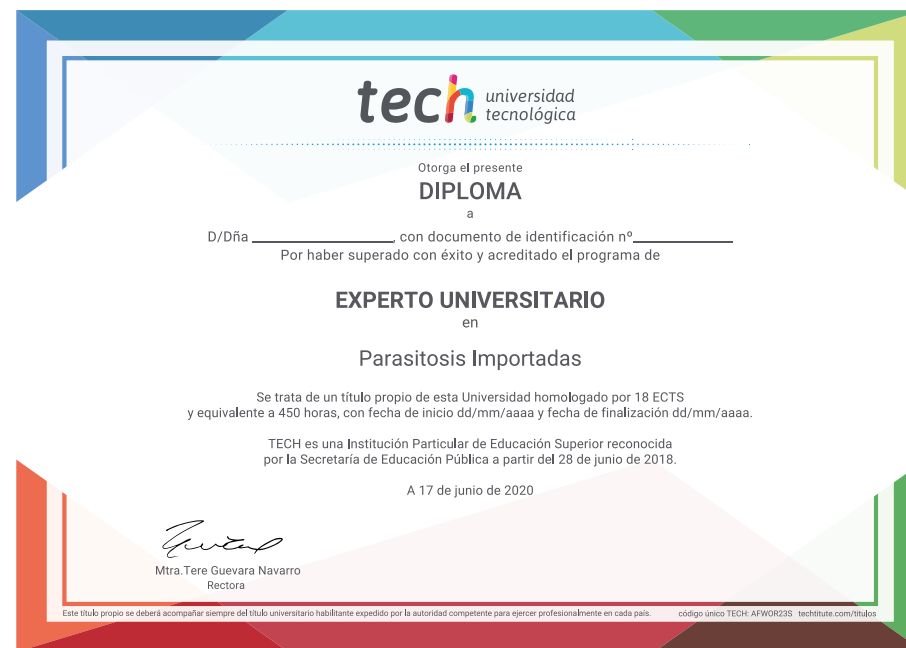 tech universidad
tecnológica
Otorga el presente
DIPLOMA
a
D/Dña ____________, con documento de identificación nº____________
Por haber superado con éxito y acreditado el programa de
EXPERTO UNIVERSITARIO
en
Parasitosis Importadas
Se trata de un título propio de esta Universidad homologado por 18 ECTS
y equivalente a 450 horas, con fecha de inicio dd/mm/aaaa y fecha de finalización dd/mm/aaaa.
TECH es una Institución Particular de Educación Superior reconocida
por la Secretaría de Educación Pública a partir del 28 de junio de 2018.
A 17 de junio de 2020
Mtra.Tere Guevara Navarro
Rectora
Este título propio se deberá acompañar siempre del título universitario habilitante expedido por la autoridad competente para ejercer profesionalmente en cada país. código único TECH: AFWOR23S techtitute.com/titulos